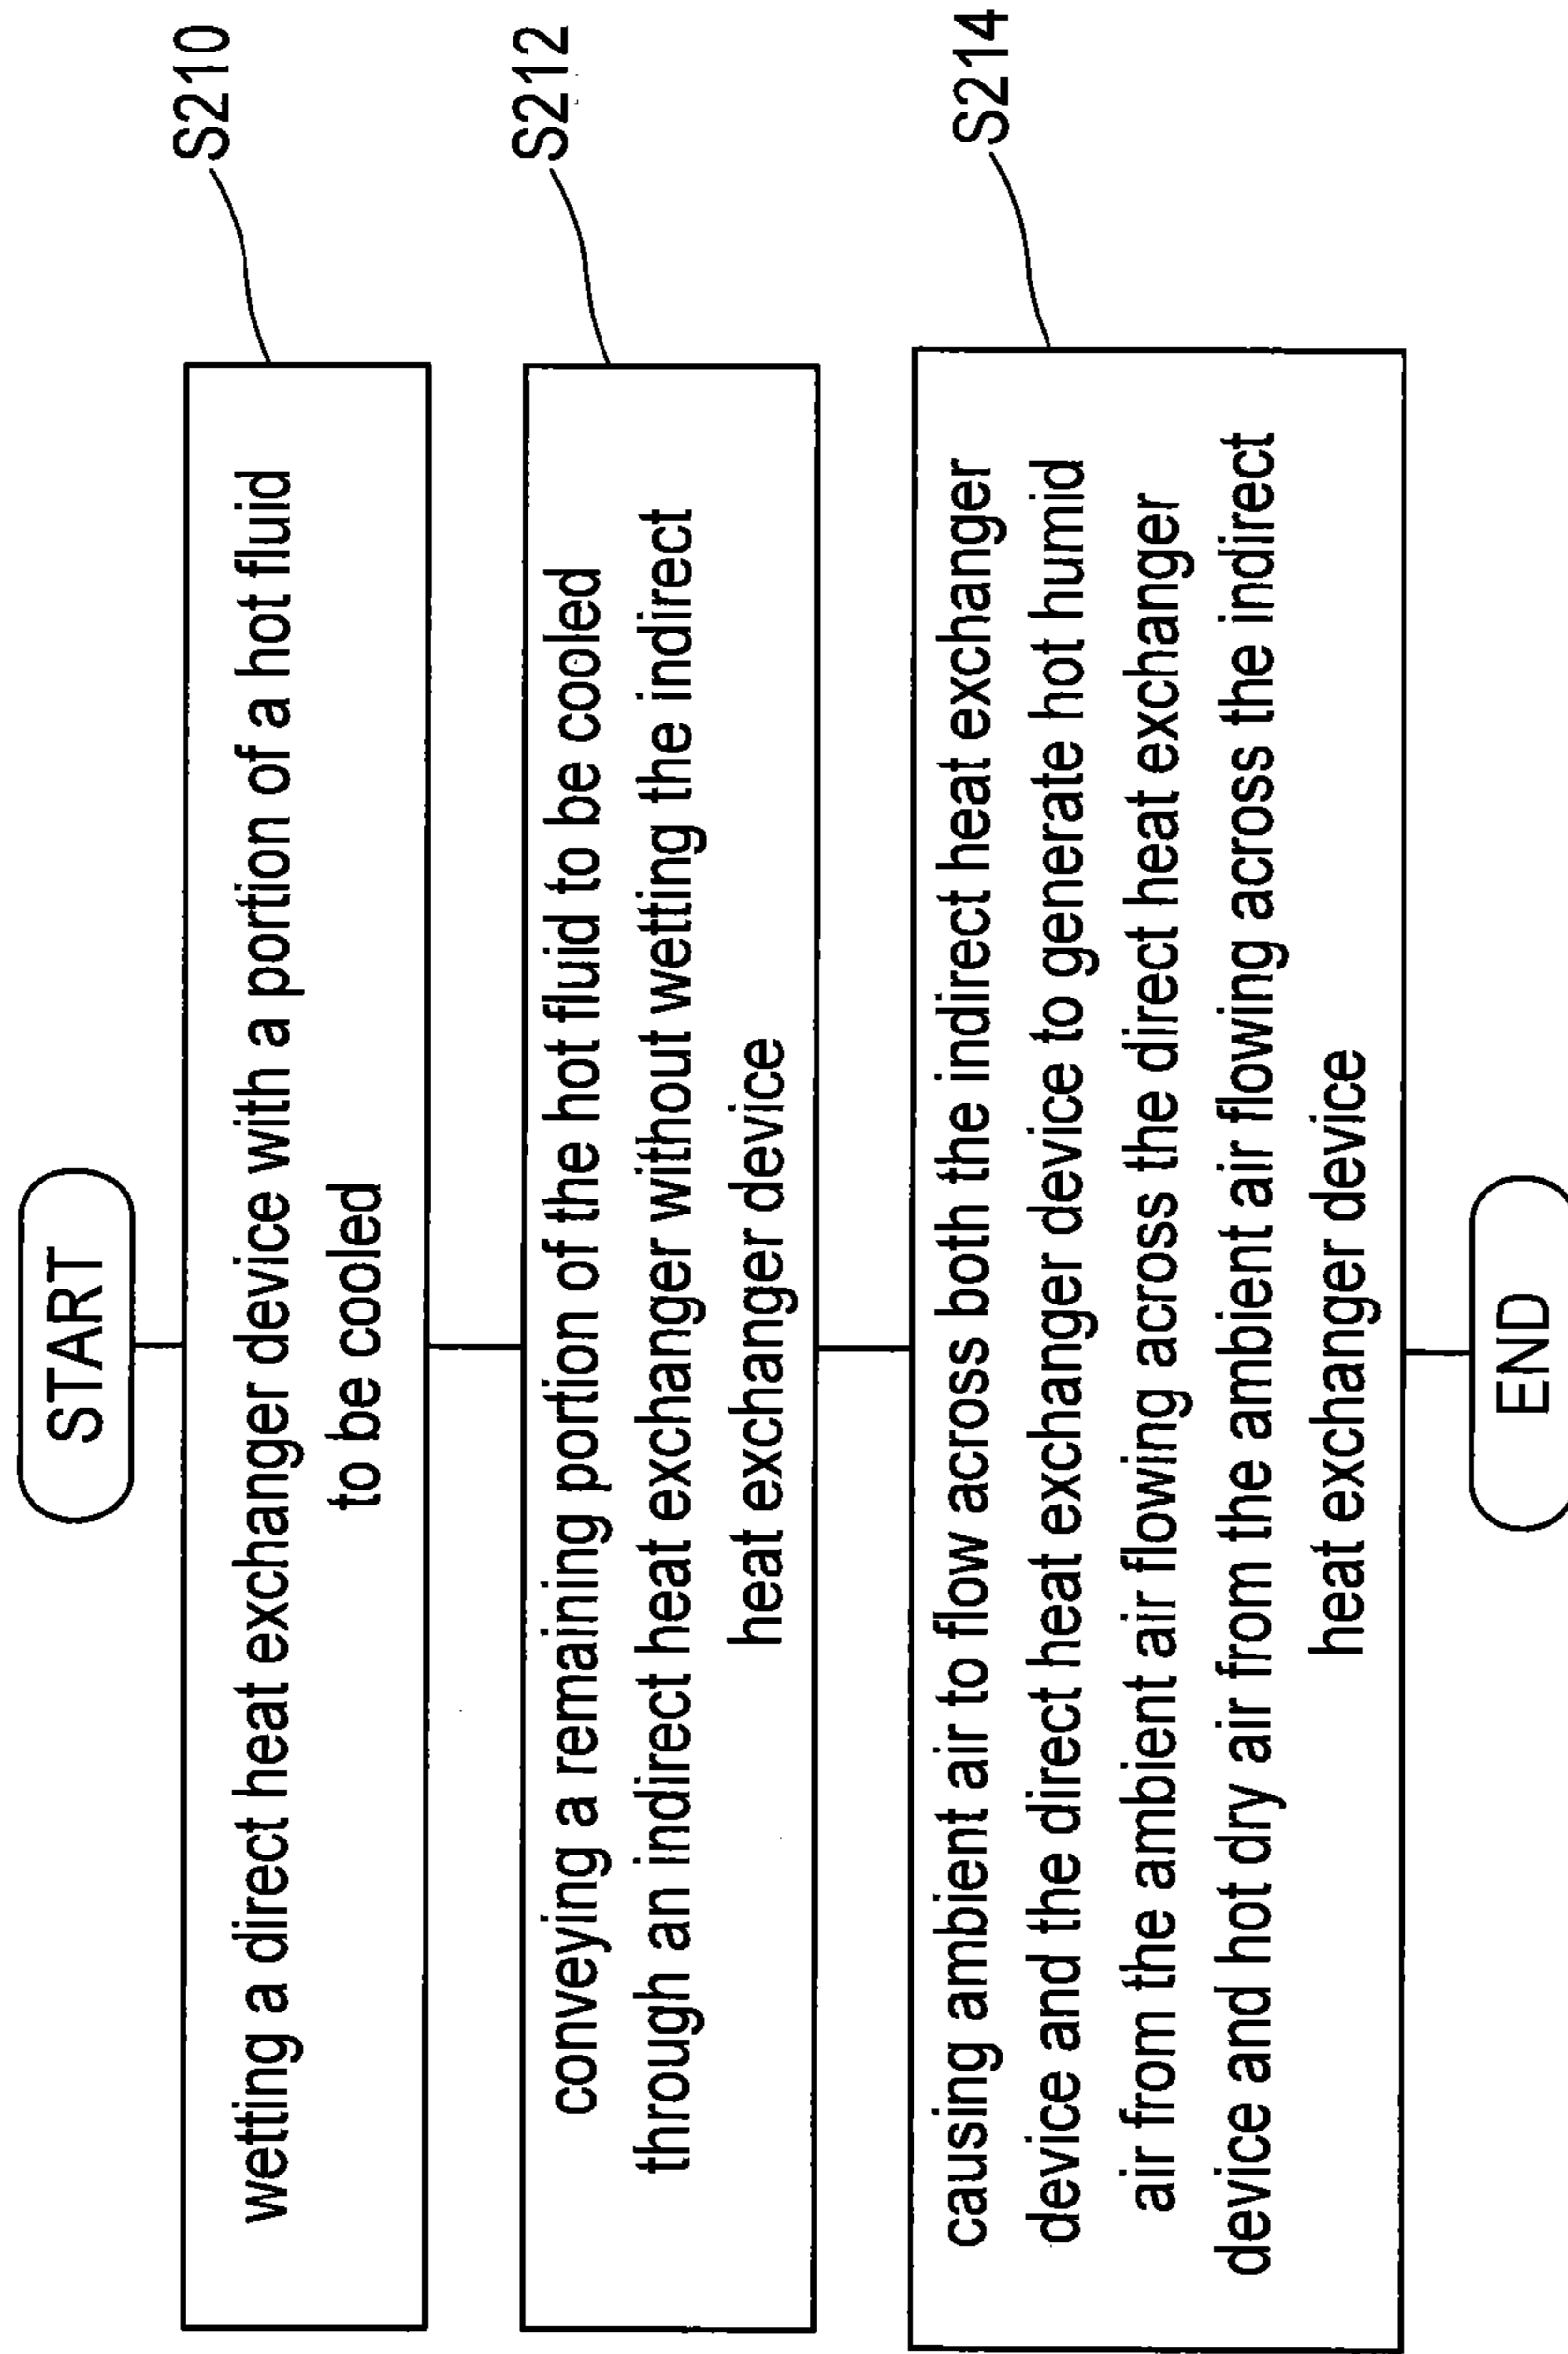 START
S210
wetting a direct heat exchanger device with a portion of a hot fluid
to be cooled
S212
conveying a remaining portion of the hot fluid to be cooled
through an indirect heat exchanger without wetting the indirect
heat exchanger device
S214
causing ambient air to flow across both the indirect heat exchanger
device and the direct heat exchanger device to generate hot humid
air from the ambient air flowing across the direct heat exchanger
device and hot dry air from the ambient air flowing across the indirect
heat exchanger device
END